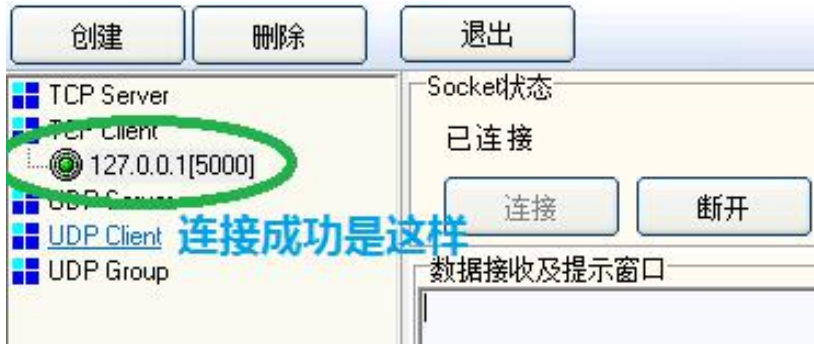 创建 删除 退出
TCP Server
TCP Client
127.0.0.1[5000]
UDP Server
UDP Client
UDP Group
连接成功是这样
Socket状态
已连接
连接 断开
数据接收及提示窗口